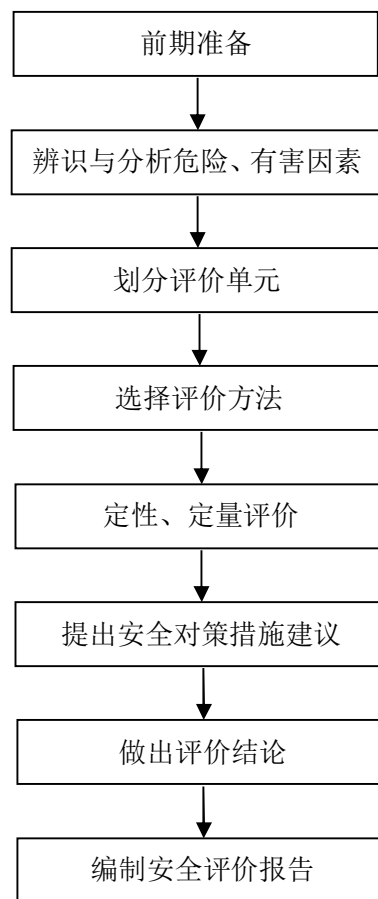 前期准备
辨识与分析危险、有害因素
划分评价单元
选择评价方法
定性、定量评价
提出安全对策措施建议
做出评价结论
编制安全评价报告